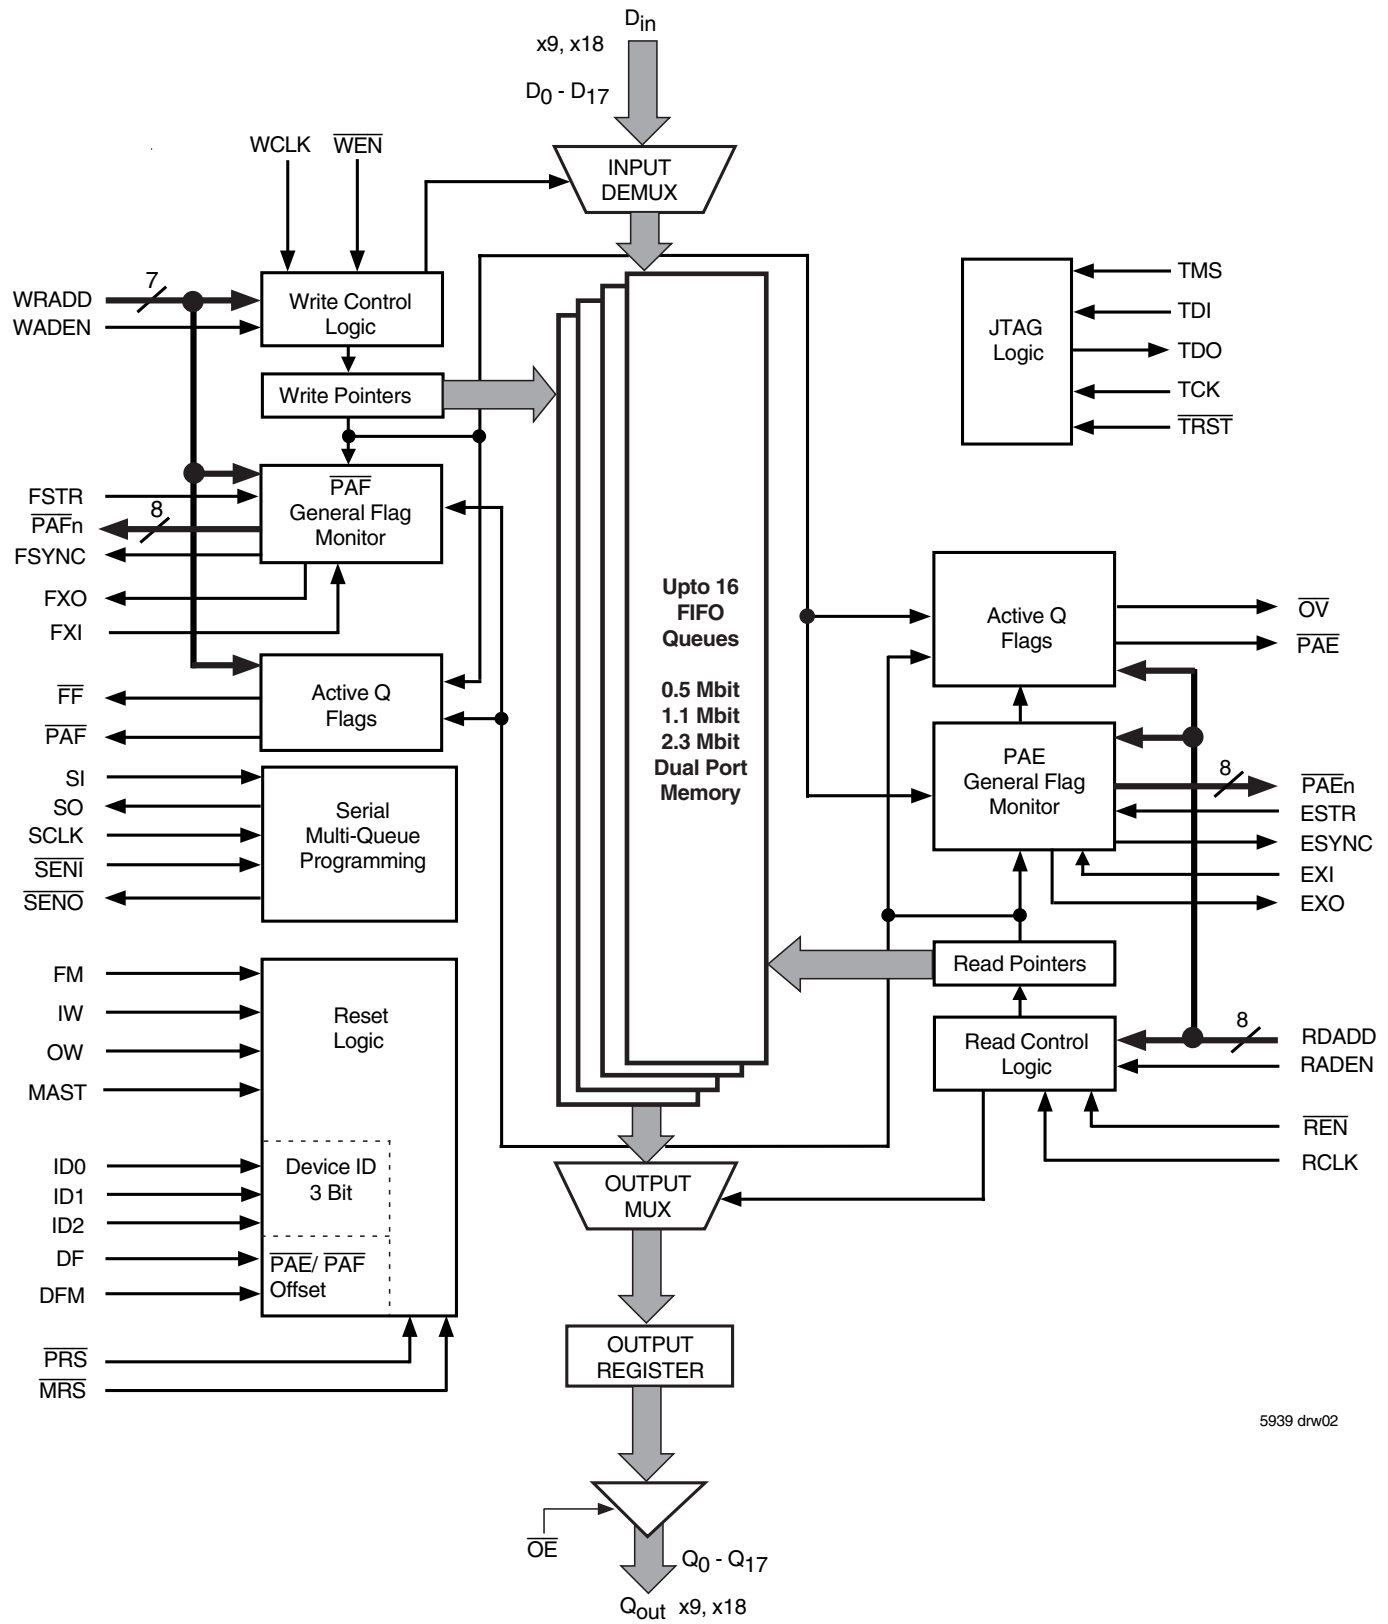 Din
x9, x18
D0 - D17
WCLK
WEN
INPUT
DEMUX
7
WRADD
WADEN
Write Control
Logic
Write Pointers
TMS
TDI
TDO
TCK
TRST
JTAG
Logic
FSTR
PAFn
8
FSYNC
FXO
FXI
PAF
General Flag
Monitor
FF
PAF
Active Q
Flags
SI
SO
SCLK
SENI
SENO
Serial
Multi-Queue
Programming
Upto 16
FIFO
Queues
0.5 Mbit
1.1 Mbit
2.3 Mbit
Dual Port
Memory
Active Q
Flags
OV
PAE
PAE
General Flag
Monitor
8
PAEn
ESTR
ESYNC
EXI
EXO
Read Pointers
Read Control
Logic
8
RDADD
RADEN
REN
RCLK
FM
IW
OW
MAST
Reset
Logic
ID0
ID1
ID2
Device ID
3 Bit
DF
DFM
PAE/ PAF
Offset
PRS
MRS
OUTPUT
MUX
OUTPUT
REGISTER
5939 drw02
OE
Q0 - Q17
Qout x9, x18